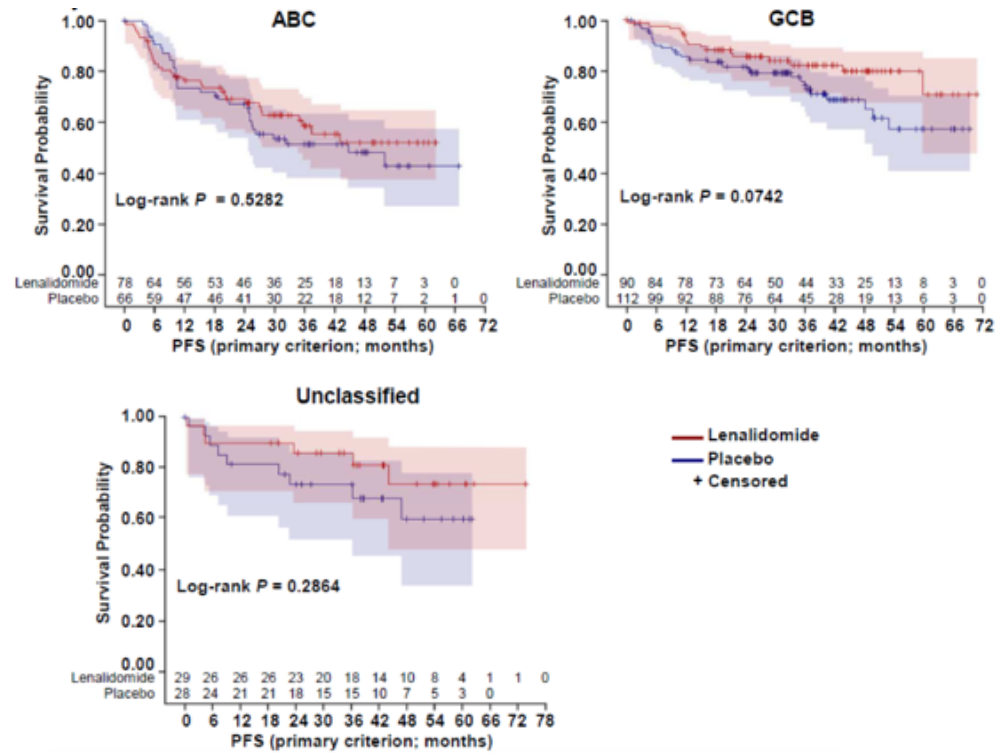 ABC
1.00
0.80
0.60
0.40
0.20
0.00
Survival Probability
Log-rank P = 0.5282
Lenalidomide 78 64 56 53 46 36 25 18 13 7 3 0
Placebo 66 59 47 46 41 30 22 18 12 7 2 1 0
0 6 12 18 24 30 36 42 48 54 60 66 72
PFS (primary criterion; months)
GCB
1.00
0.80
0.60
0.40
0.20
0.00
Survival Probability
Log-rank P = 0.0742
Lenalidomide 90 84 78 73 64 50 44 33 25 13 8 3 0
Placebo 112 99 92 88 76 64 45 28 19 13 6 3 0
0 6 12 18 24 30 36 42 48 54 60 66 72
PFS (primary criterion; months)
Unclassified
1.00
0.80
0.60
0.40
0.20
0.00
Survival Probability
Log-rank P = 0.2864
Lenalidomide 29 26 26 26 23 20 18 14 10 8 4 1 1 0
Placebo 28 24 21 21 18 15 15 10 7 5 3 0
0 6 12 18 24 30 36 42 48 54 60 66 72 78
PFS (primary criterion; months)
Lenalidomide
Placebo
+ Censored